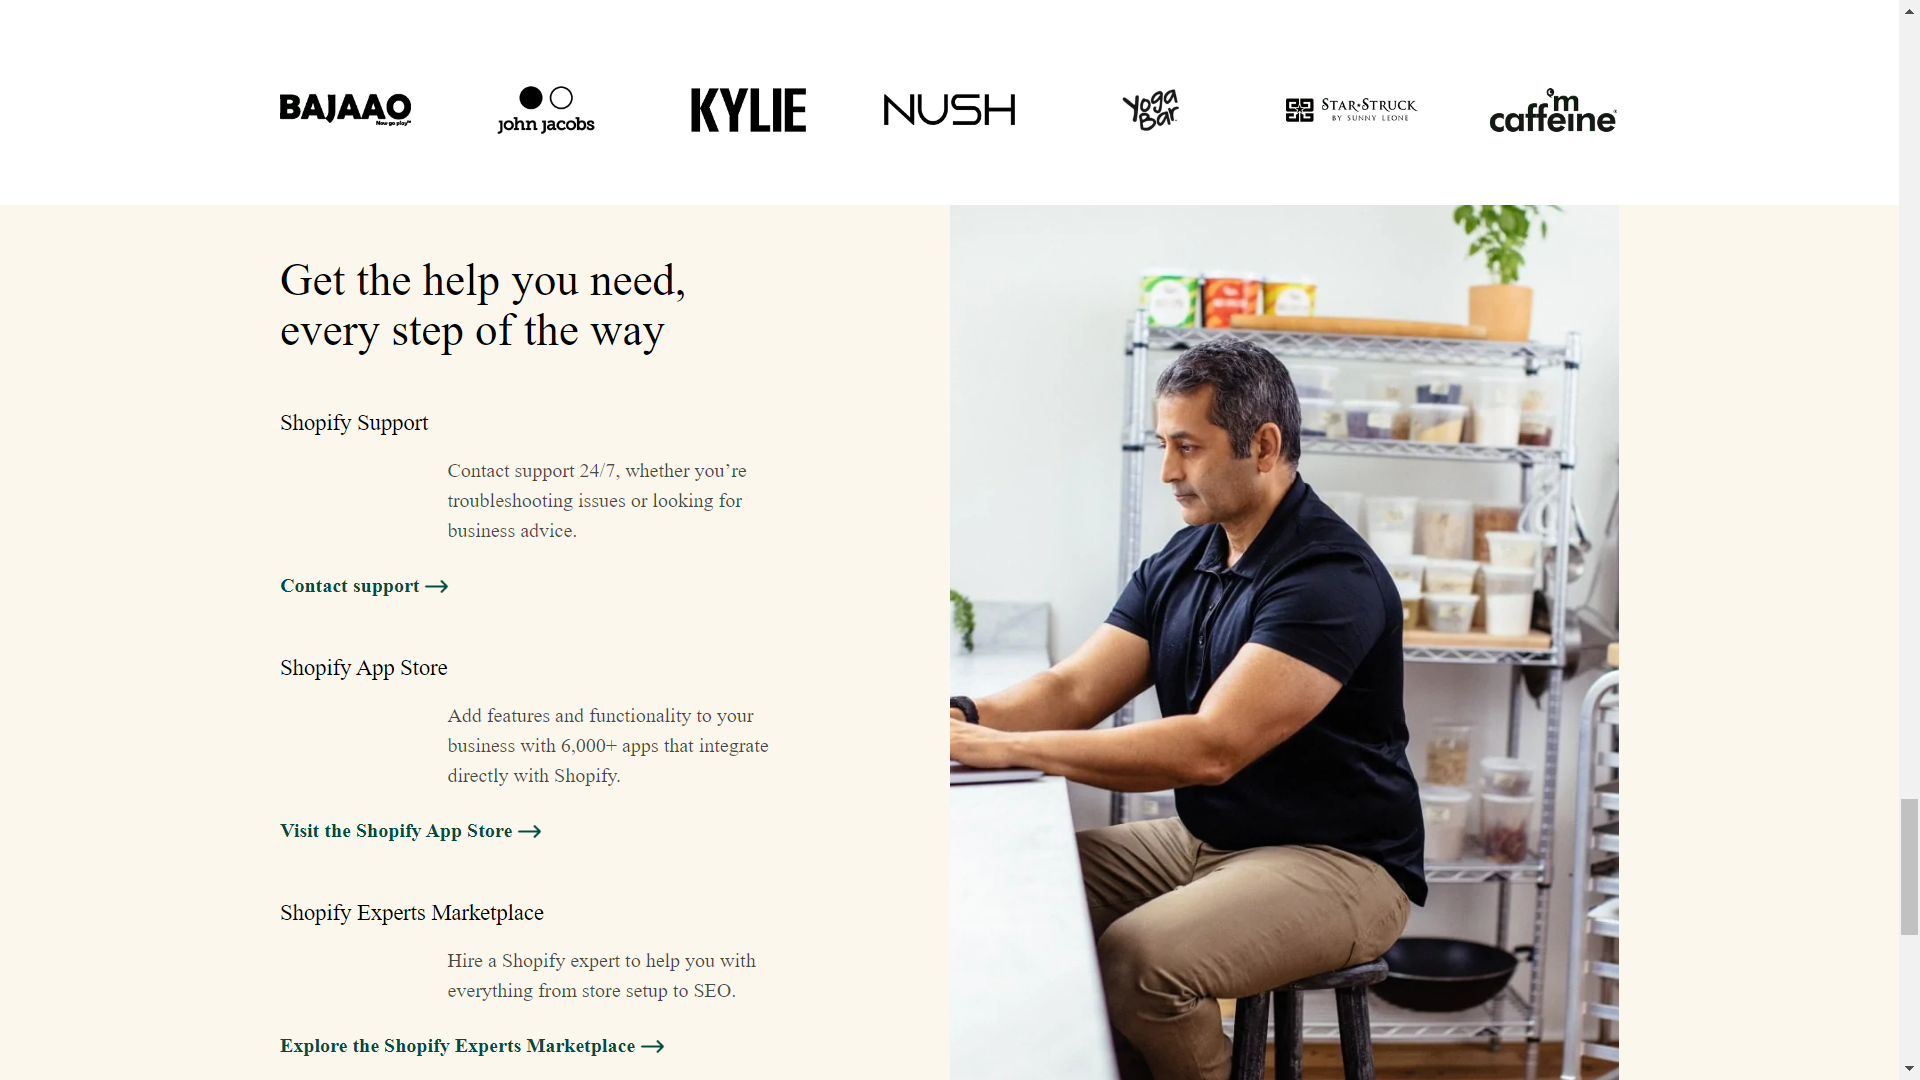 BAJAAO
Now go play™
john jacobs
KYLIE
NUSH
Yoga
Bar
STAR★STRUCK
BY SUNNY LEONE
I'm
caffeine
Get the help you need,
every step of the way
Shopify Support
Contact support 24/7, whether you’re
troubleshooting issues or looking for
business advice.
Contact support →
Shopify App Store
Add features and functionality to your
business with 6,000+ apps that integrate
directly with Shopify.
Visit the Shopify App Store →
Shopify Experts Marketplace
Hire a Shopify expert to help you with
everything from store setup to SEO.
Explore the Shopify Experts Marketplace →